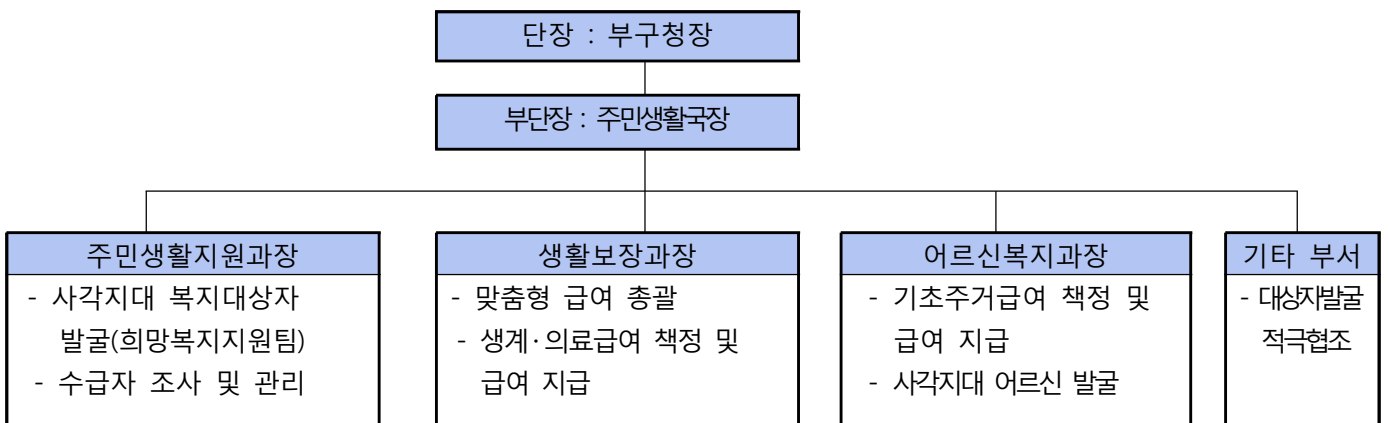 단장 : 부구청장
부단장 : 주민생활국장
주민생활지원과장
- 사각지대 복지대상자
발굴(희망복지지원팀)
- 수급자 조사 및 관리
생활보장과장
- 맞춤형 급여 총괄
- 생계·의료급여 책정 및
급여 지급
어르신복지과장
- 기초주거급여 책정 및
급여 지급
- 사각지대 어르신 발굴
기타 부서
- 대상자발굴
적극협조